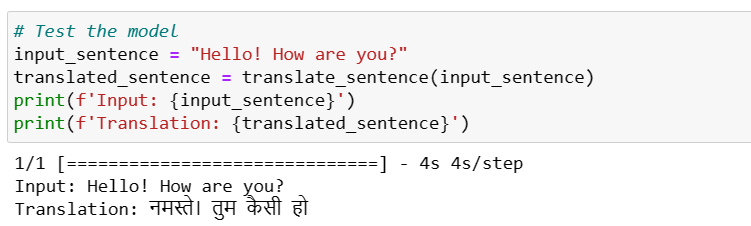 # Test the model
input_sentence = "Hello! How are you?"
translated_sentence = translate_sentence(input_sentence)
print(f'Input: {input_sentence}')
print(f'Translation: {translated_sentence}')
1/1 [==============================] - 4s 4s/step
Input: Hello! How are you?
Translation: नमस्ते। तुम कैसी हो